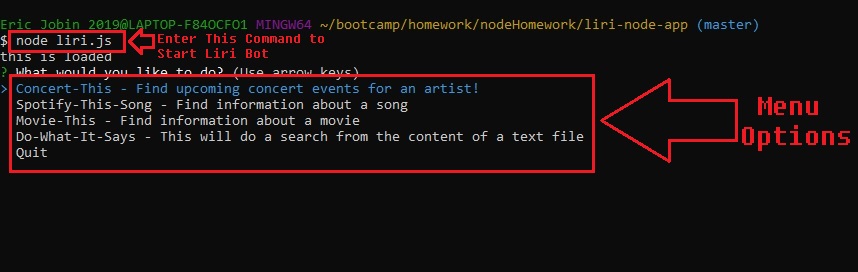 Eric Jobin 2019@LAPTOP-F84OCFO1 MINGW64 ~/bootcamp/homework/nodeHomework/liri-node-app (master)
$ node liri.js
Enter This Command to
Start Liri Bot
this is loaded
? What would you like to do? (Use arrow keys)
> Concert-This - Find upcoming concert events for an artist!
Spotify-This-Song - Find information about a song
Movie-This - Find information about a movie
Do-What-It-Says - This will do a search from the content of a text file
Quit
Menu
Options